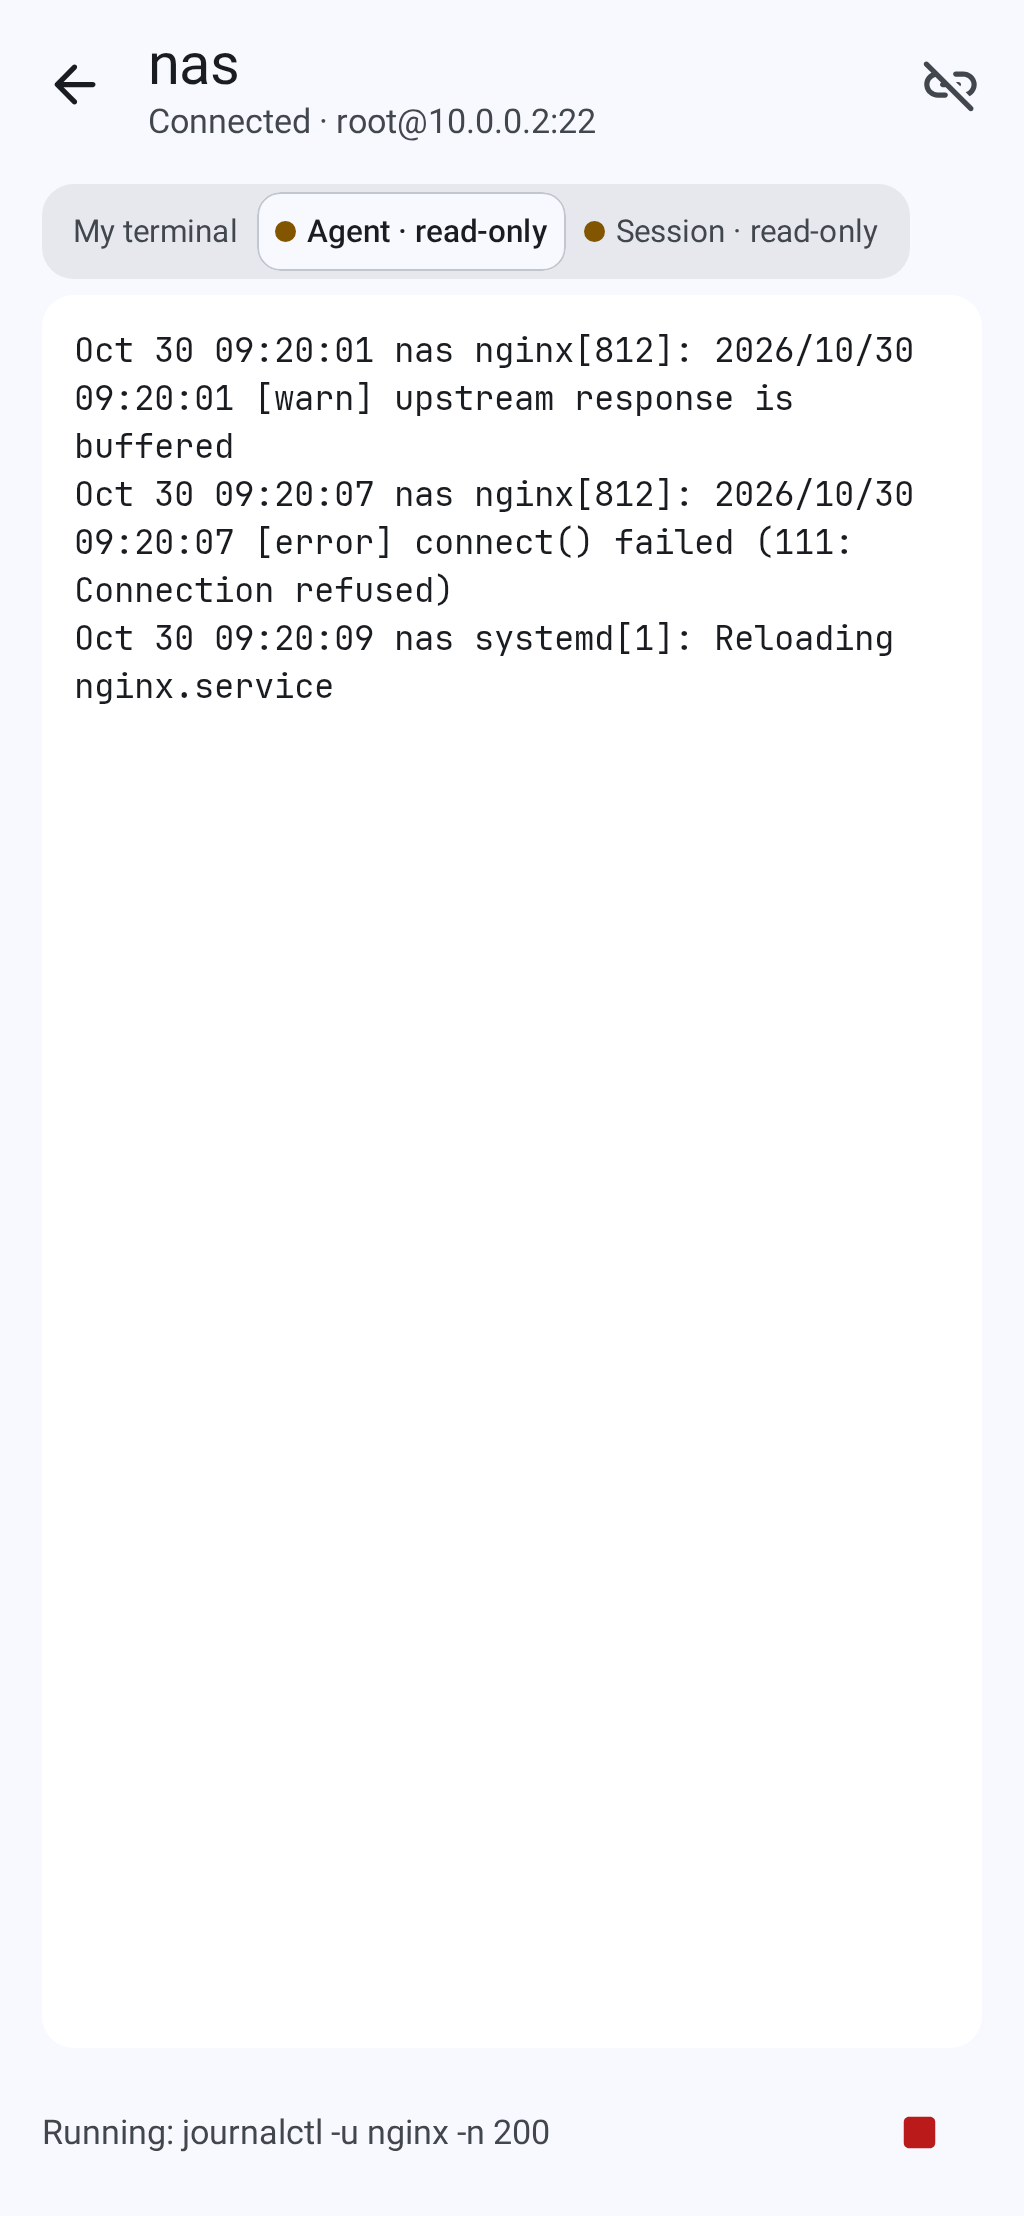 nas
Connected · root@10.0.0.2:22
My terminal
Agent · read-only
Session · read-only
Oct 30 09:20:01 nas nginx[812]: 2026/10/30
09:20:01 [warn] upstream response is
buffered
Oct 30 09:20:07 nas nginx[812]: 2026/10/30
09:20:07 [error] connect() failed (111:
Connection refused)
Oct 30 09:20:09 nas systemd[1]: Reloading
nginx.service
Running: journalctl -u nginx -n 200